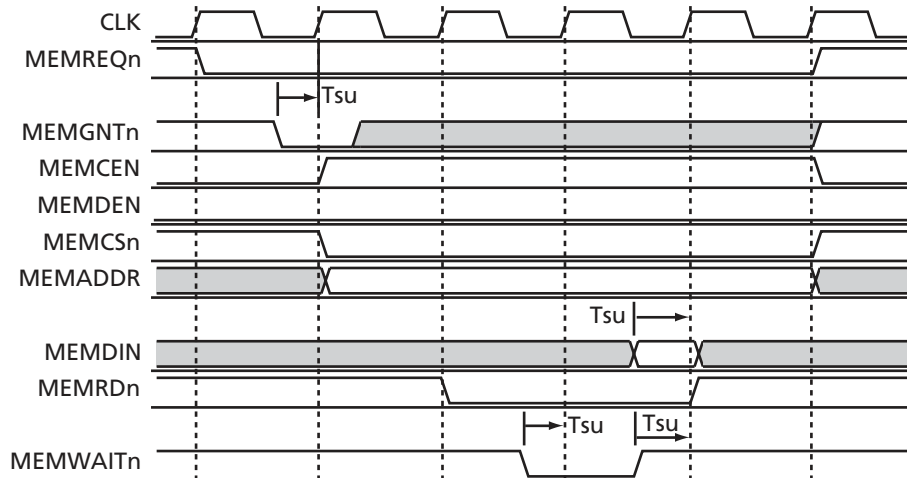 CLK
MEMREQn
Tsu
MEMGNTn
MEMCEN
MEMDEN
MEMCSn
MEMADDR
Tsu
MEMDIN
MEMRDn
Tsu Tsu
MEMWAITn